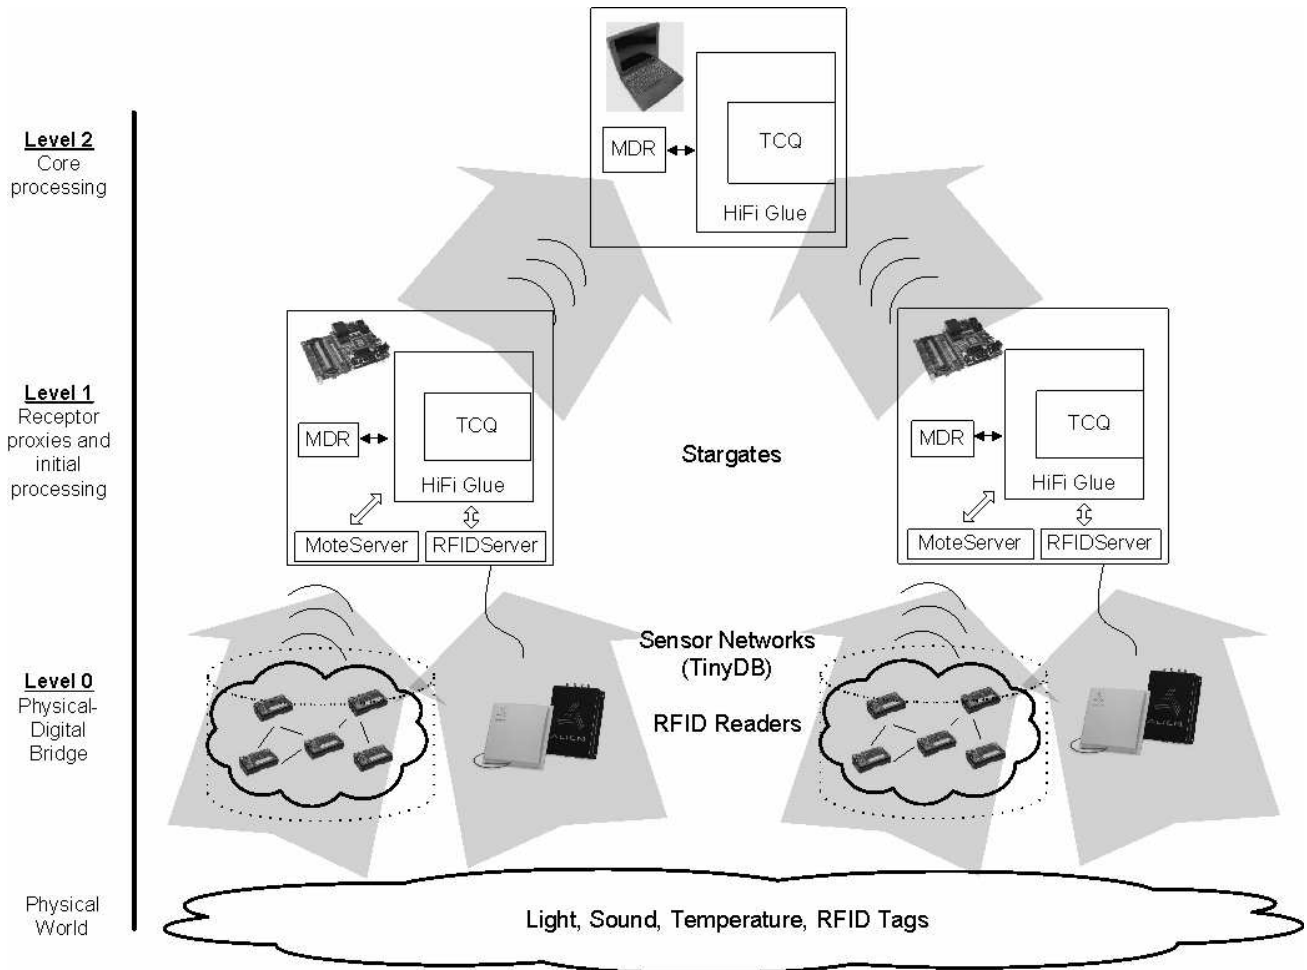 Level 2
Core
processing
MDR
TCQ
HiFi Glue
Level 1
Receptor
proxies and
initial
processing
MDR
TCQ
HiFi Glue
MoteServer
RFIDServer
Stargates
MDR
TCQ
HiFi Glue
MoteServer
RFIDServer
Level 0
Physical-
Digital
Bridge
ALIEN
Sensor Networks
(TinyDB)
RFID Readers
ALIEN
Physical
World
Light, Sound, Temperature, RFID Tags